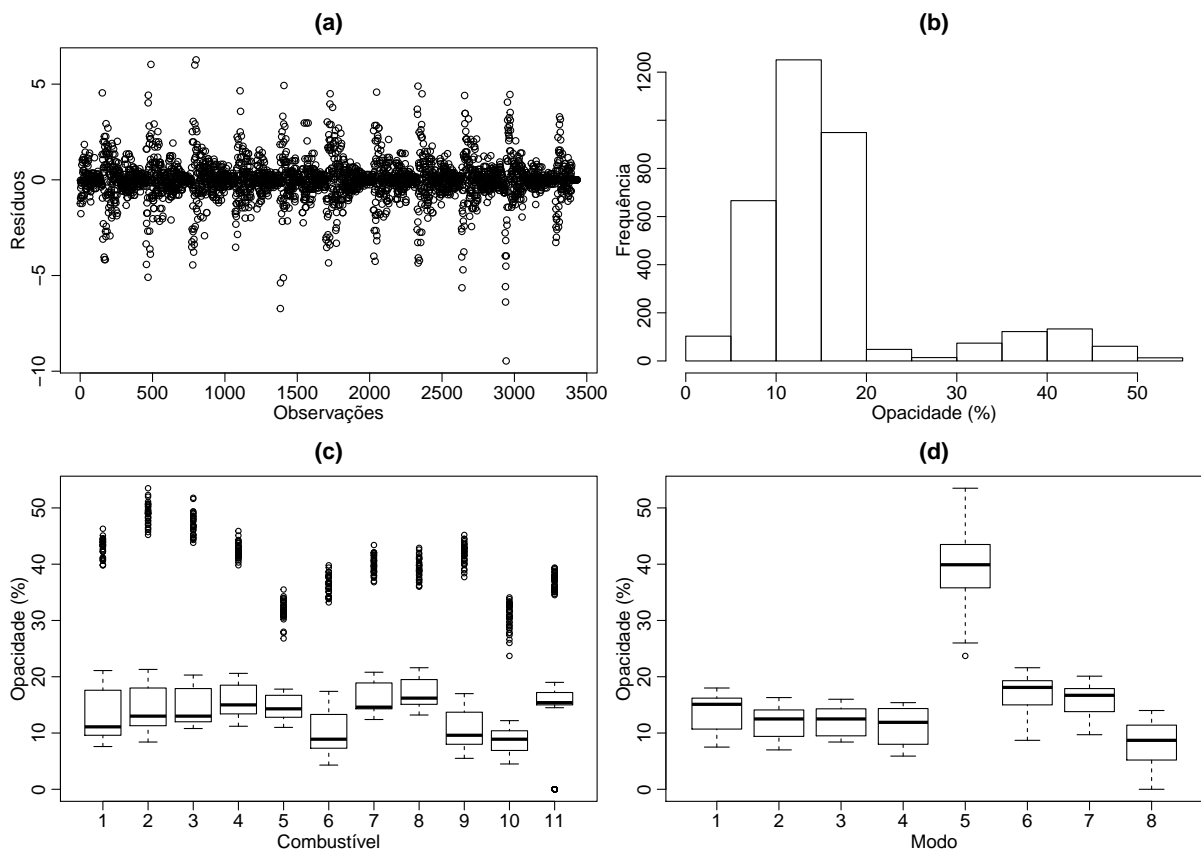 (a)
Resíduos
5
0
−5
−10
0 500 1000 1500 2000 2500 3000 3500
Observações
(b)
Frequência
1200
800
600
400
200
0
0 10 20 30 40 50
Opacidade (%)
(c)
Opacidade (%)
50
40
30
20
10
0
1 2 3 4 5 6 7 8 9 10 11
Combustível
(d)
Opacidade (%)
50
40
30
20
10
0
1 2 3 4 5 6 7 8
Modo